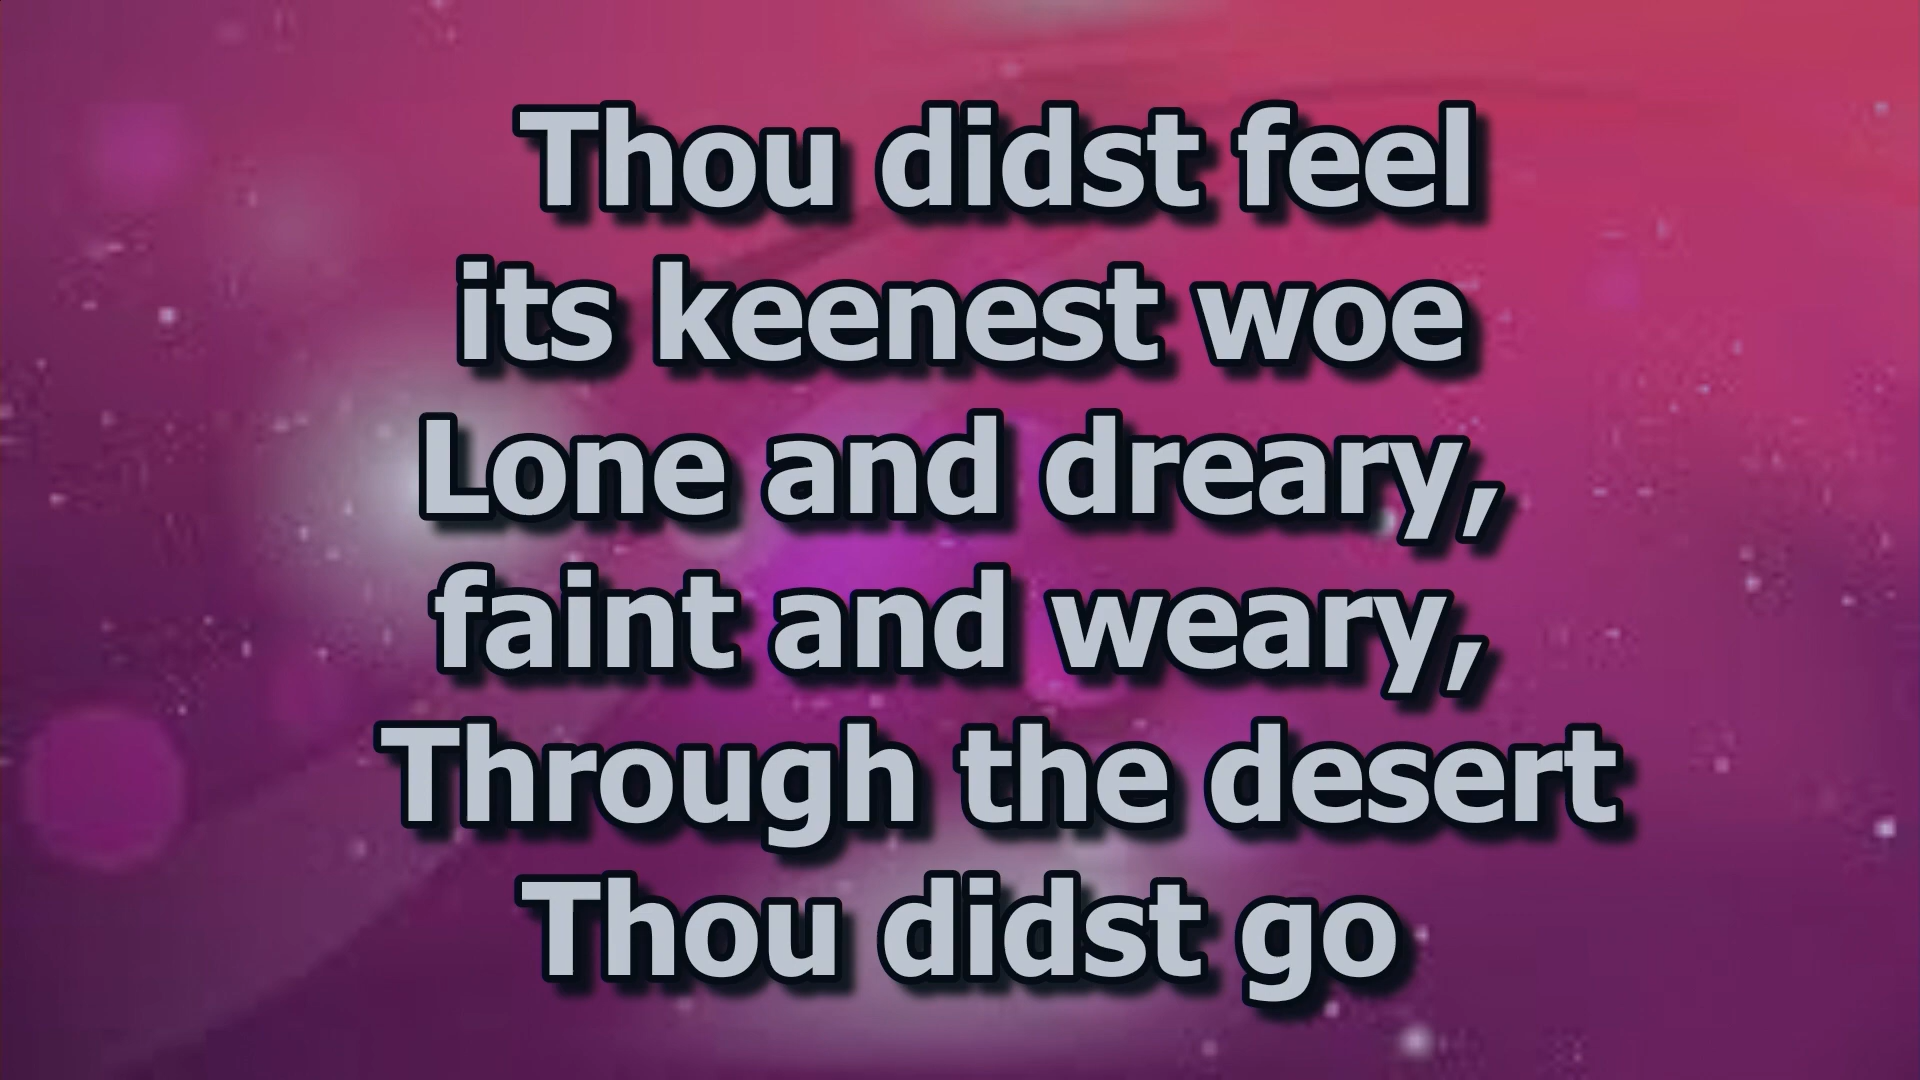 Thou didst feel
its keenest woe
Lone and dreary,
faint and weary,
Through the desert
Thou didst go